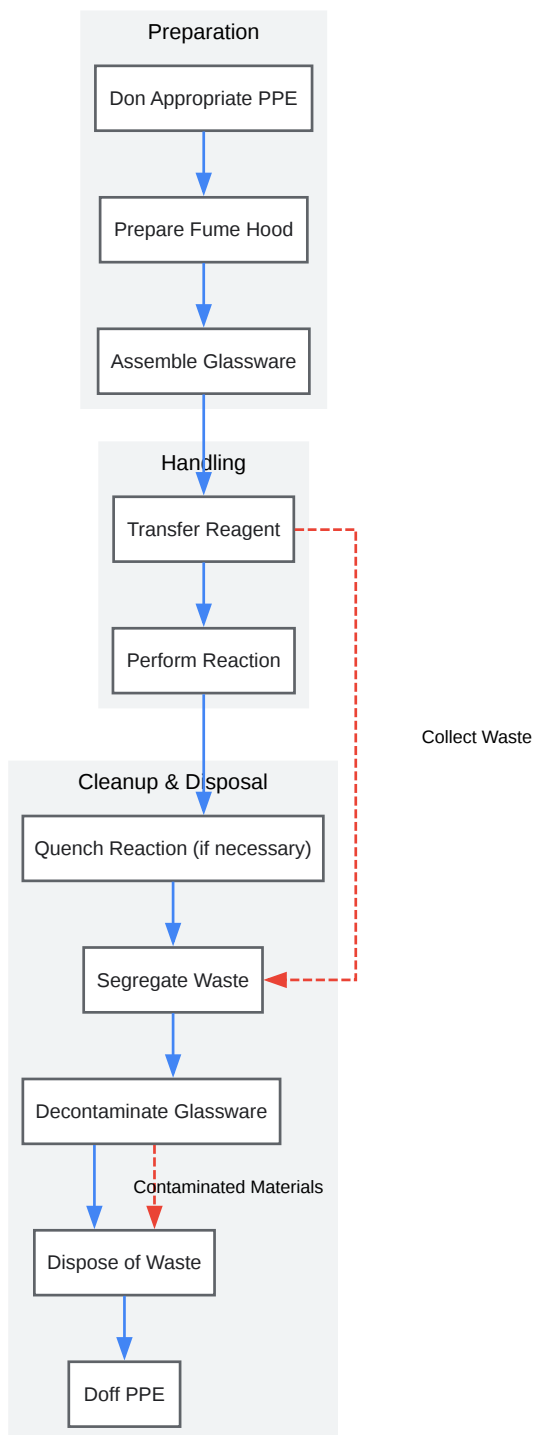 Preparation
Don Appropriate PPE
Prepare Fume Hood
Assemble Glassware
Handling
Transfer Reagent
Perform Reaction
Collect Waste
Cleanup & Disposal
Quench Reaction (if necessary)
Segregate Waste
Decontaminate Glassware
Contaminated Materials
Dispose of Waste
Doff PPE